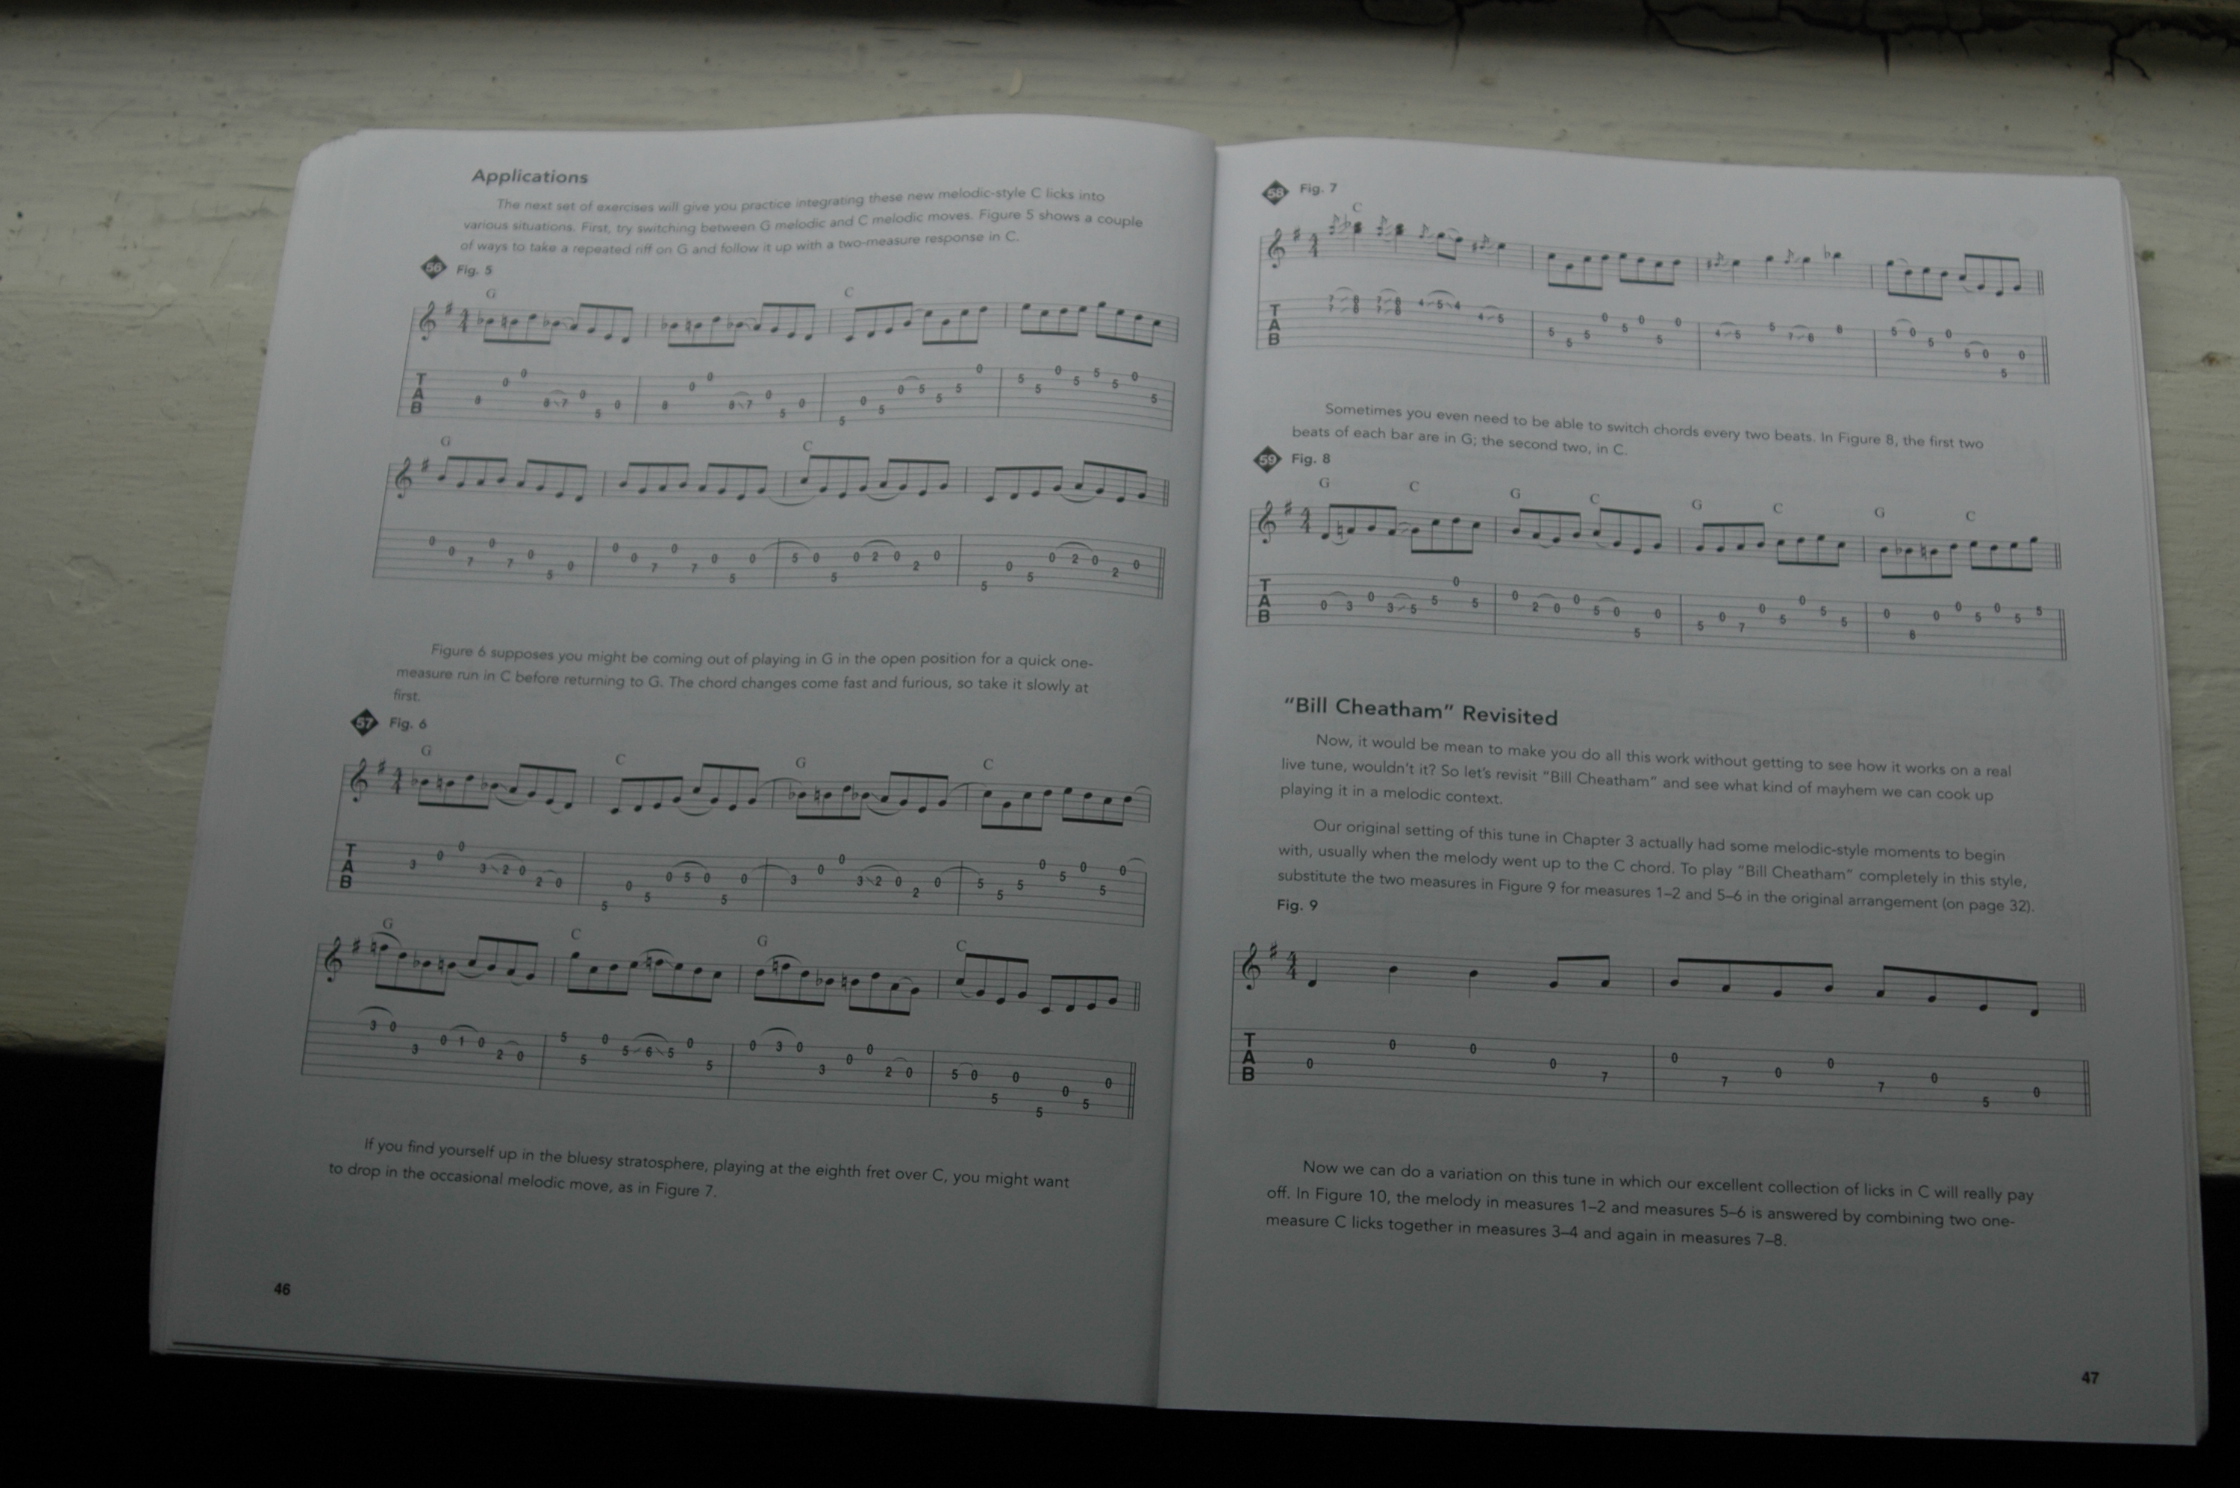 Applications
The next set of exercises will give you practice integrating these new melodic-style C licks into
various situations. First, try switching between G melodic and C melodic moves. Figure 5 shows a couple
of ways to take a repeated riff on G and follow it up with a two-measure response in C.
56 Fig. 5
G C
T
A
B
G C
Figure 6 supposes you might be coming out of playing in G in the open position for a quick one-
measure run in C before returning to G. The chord changes come fast and furious, so take it slowly at
first.
57 Fig. 6
G C G C
T
A
B
G C G C
If you find yourself up in the bluesy stratosphere, playing at the eighth fret over C, you might want
to drop in the occasional melodic move, as in Figure 7.
46
58 Fig. 7
C
T
A
B
Sometimes you even need to be able to switch chords every two beats. In Figure 8, the first two
beats of each bar are in G; the second two, in C.
59 Fig. 8
G C G C G C G C
T
A
B
"Bill Cheatham" Revisited
Now, it would be mean to make you do all this work without getting to see how it works on a real
live tune, wouldn't it? So let's revisit "Bill Cheatham" and see what kind of mayhem we can cook up
playing it in a melodic context.
Our original setting of this tune in Chapter 3 actually had some melodic-style moments to begin
with, usually when the melody went up to the C chord. To play "Bill Cheatham" completely in this style,
substitute the two measures in Figure 9 for measures 1–2 and 5–6 in the original arrangement (on page 32).
Fig. 9
T
A
B
0 0 0 0 7 0 7 0 0 7 0 5 0
Now we can do a variation on this tune in which our excellent collection of licks in C will really pay
off. In Figure 10, the melody in measures 1–2 and measures 5–6 is answered by combining two one-
measure C licks together in measures 3–4 and again in measures 7–8.
47